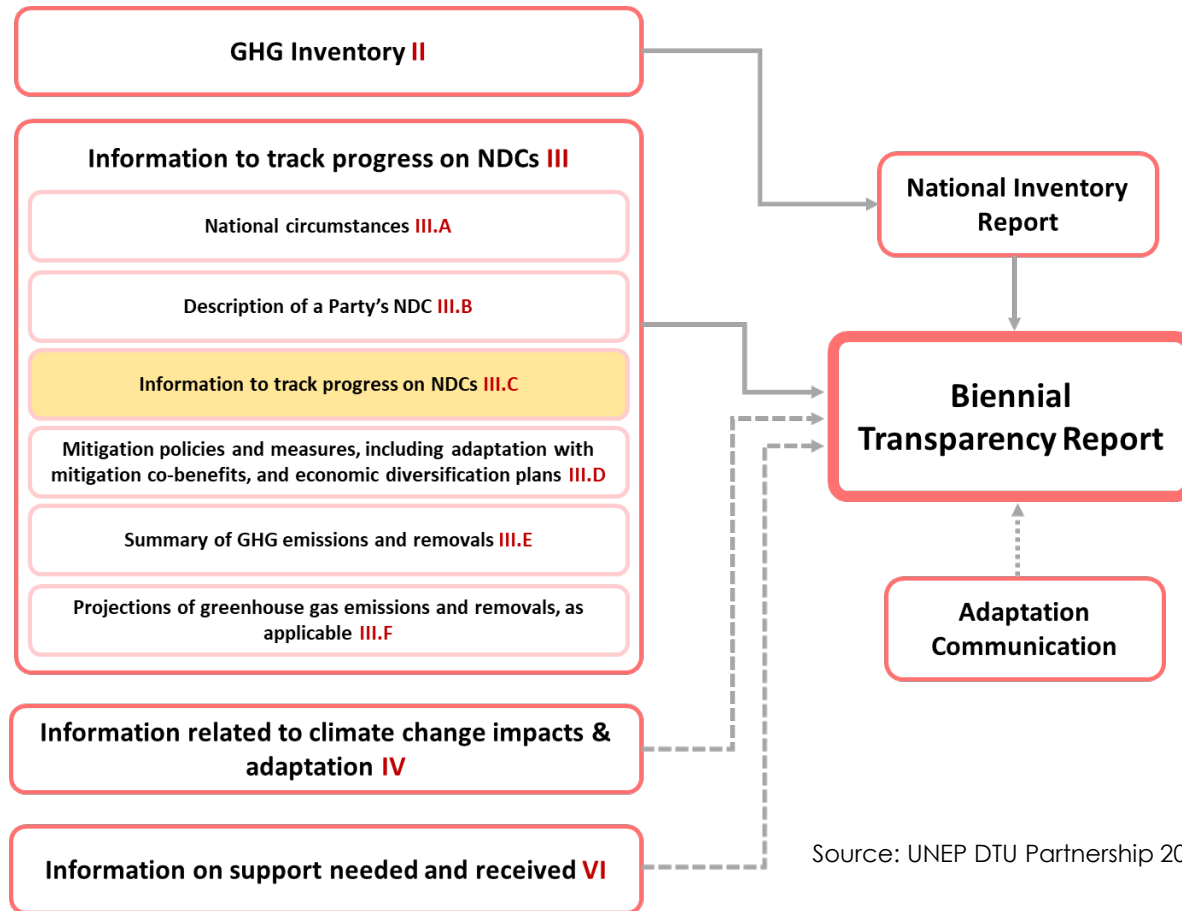 GHG Inventory II
Information to track progress on NDCs III
National circumstances III.A
Description of a Party's NDC III.B
Information to track progress on NDCs III.C
Mitigation policies and measures, including adaptation with
mitigation co-benefits, and economic diversification plans III.D
Summary of GHG emissions and removals III.E
Projections of greenhouse gas emissions and removals, as
applicable III.F
Information related to climate change impacts &
adaptation IV
Information on support needed and received VI
National Inventory
Report
Biennial
Transparency Report
Adaptation
Communication
Source: UNEP DTU Partnership 20